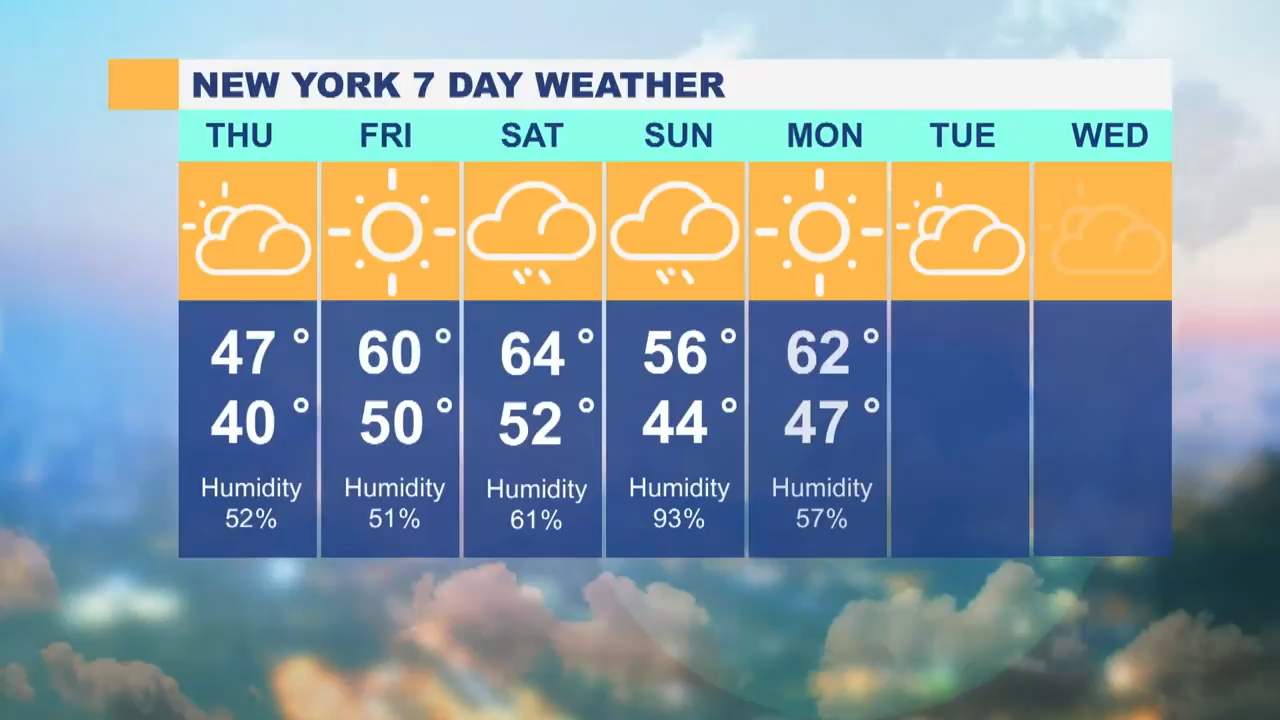 NEW YORK 7 DAY WEATHER
THU FRI SAT SUN MON TUE WED
47° 60° 64° 56° 62°
40° 50° 52° 44° 47°
Humidity Humidity Humidity Humidity Humidity
52% 51% 61% 93% 57%